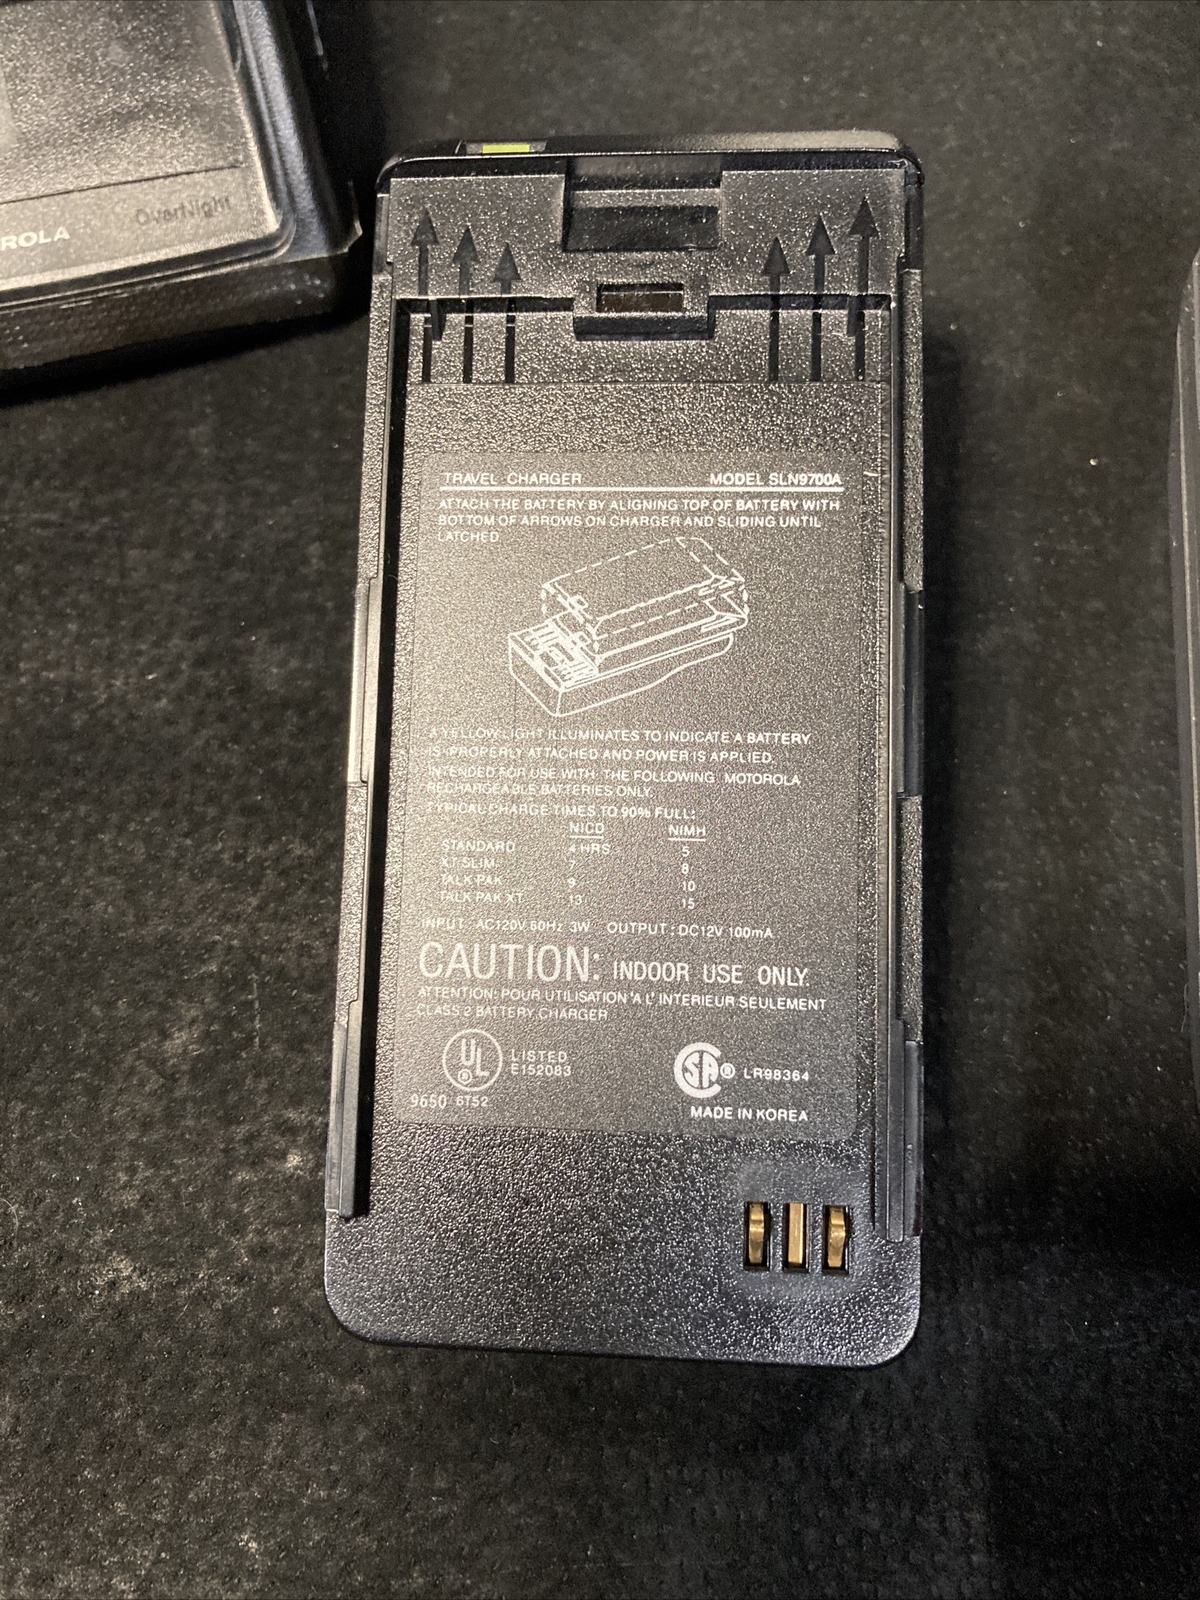 OverNight
ROLA
TRAVEL CHARGER MODEL SLN9700A
ATTACH THE BATTERY BY ALIGNING TOP OF BATTERY WITH
BOTTOM OF ARROWS ON CHARGER AND SLIDING UNTIL
LATCHED
A YELLOW LIGHT ILLUMINATES TO INDICATE A BATTERY
IS PROPERLY ATTACHED AND POWER IS APPLIED.
INTENDED FOR USE WITH THE FOLLOWING MOTOROLA
RECHARGEABLE BATTERIES ONLY.
TYPICAL CHARGE TIMES TO 90% FULL:
NICD NIMH
STANDARD 4 HRS 5
XT SLIM 7 8
TALK PAK 9 10
TALK PAK XT 13 15
INPUT AC120V 60Hz 3W OUTPUT : DC12V 100mA
CAUTION: INDOOR USE ONLY.
ATTENTION: POUR UTILISATION 'A L' INTERIEUR SEULEMENT
CLASS 2 BATTERY CHARGER
UL ® LISTED
E152083
SA ® LR98364
9650 6T52
MADE IN KOREA